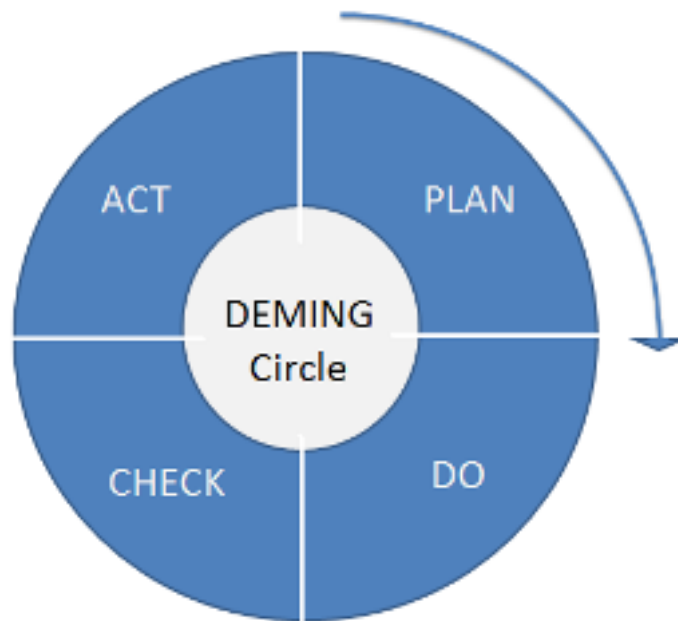 ACT
PLAN
DEMING
Circle
CHECK
DO